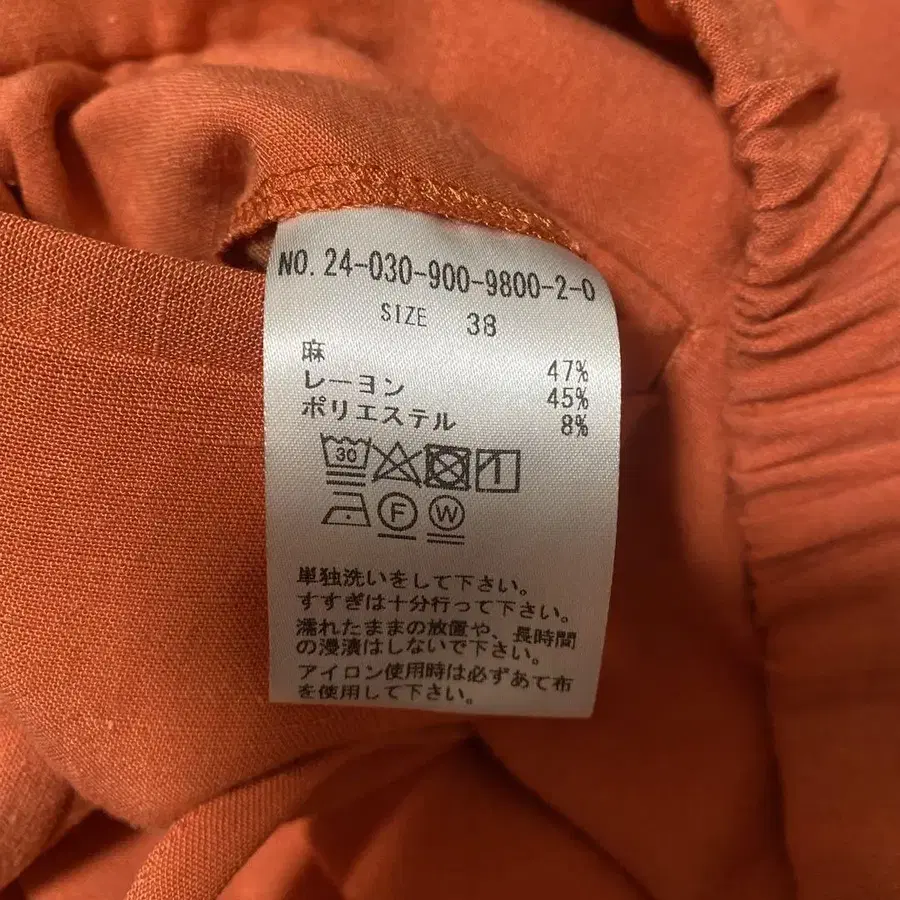 NO. 24-030-900-9800-2-0
SIZE 38
麻 47%
レーヨン 45%
ポリエステル 8%
30
F W
単独洗いをして下さい。
すすぎは十分行って下さい。
濡れたままの放置や、長時間
の浸漬はしないで下さい。
アイロン使用時は必ずあて布
を使用して下さい。